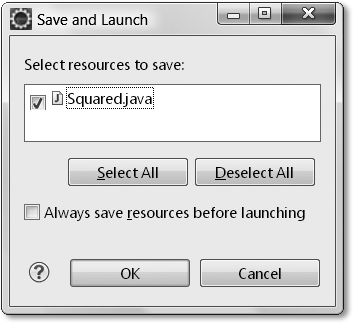 Save and Launch
Select resources to save:
Squared.java
Select All
Deselect All
Always save resources before launching
OK
Cancel